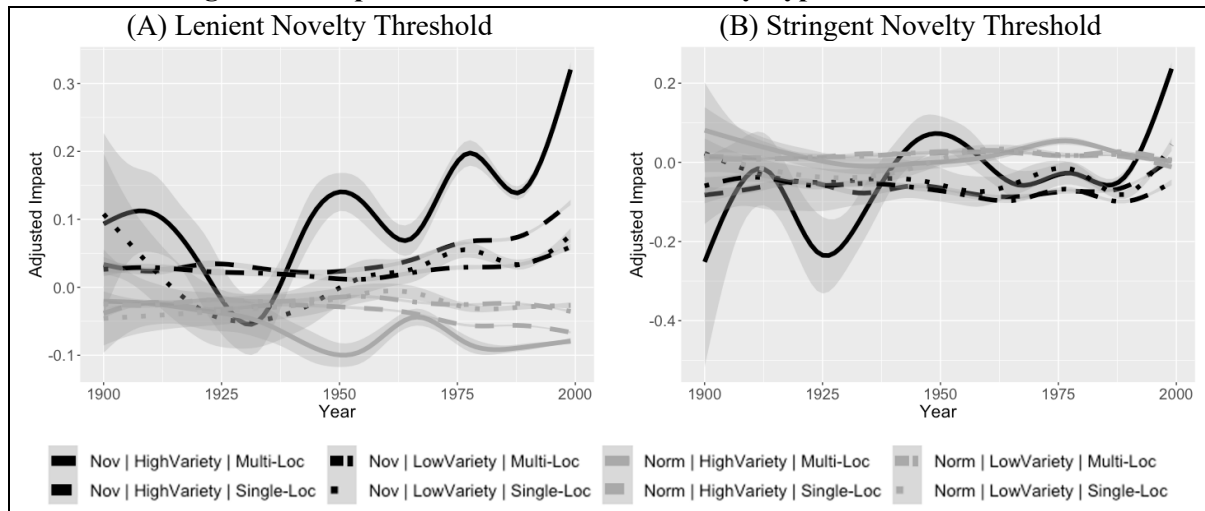 (A) Lenient Novelty Threshold
(B) Stringent Novelty Threshold
Adjusted Impact
0.3
0.2
0.1
0.0
-0.1
1900
1925
1950
1975
2000
Year
Adjusted Impact
0.2
0.0
-0.2
-0.4
1900
1925
1950
1975
2000
Year
Nov | HighVariety | Multi-Loc
Nov | LowVariety | Multi-Loc
Norm | HighVariety | Multi-Loc
Norm | LowVariety | Multi-Loc
Nov | HighVariety | Single-Loc
Nov | LowVariety | Single-Loc
Norm | HighVariety | Single-Loc
Norm | LowVariety | Single-Loc